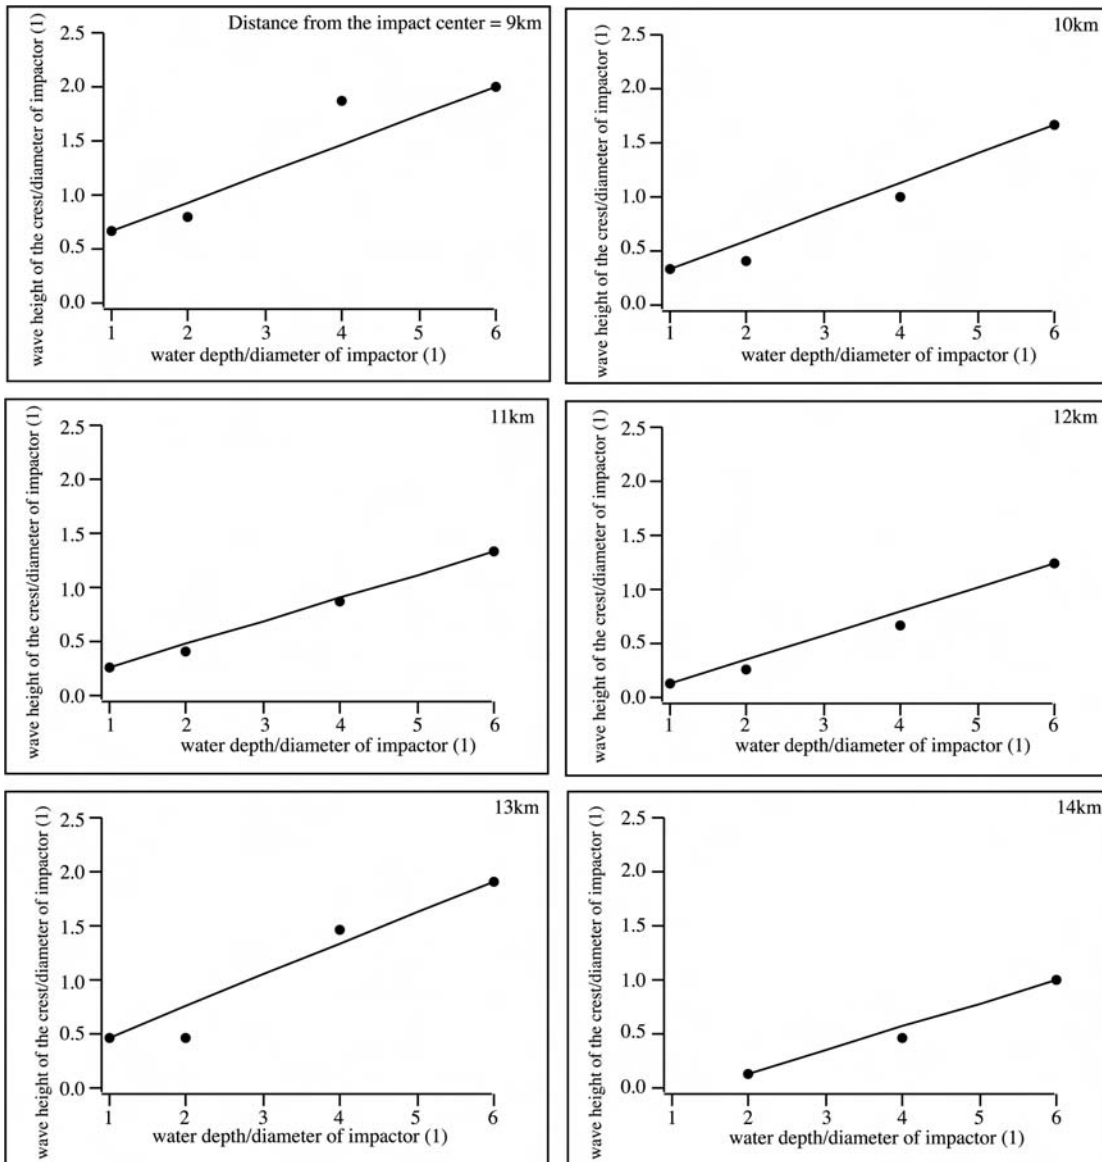 Distance from the impact center = 9km
wave height of the crest/diameter of impactor (1)
2.5
2.0
1.5
1.0
0.5
0.0
1 2 3 4 5 6
water depth/diameter of impactor (1)
10km
wave height of the crest/diameter of impactor (1)
2.5
2.0
1.5
1.0
0.5
0.0
1 2 3 4 5 6
water depth/diameter of impactor (1)
11km
wave height of the crest/diameter of impactor (1)
2.5
2.0
1.5
1.0
0.5
0.0
1 2 3 4 5 6
water depth/diameter of impactor (1)
12km
wave height of the crest/diameter of impactor (1)
2.5
2.0
1.5
1.0
0.5
0.0
1 2 3 4 5 6
water depth/diameter of impactor (1)
13km
wave height of the crest/diameter of impactor (1)
2.5
2.0
1.5
1.0
0.5
0.0
1 2 3 4 5 6
water depth/diameter of impactor (1)
14km
wave height of the crest/diameter of impactor (1)
2.5
2.0
1.5
1.0
0.5
0.0
1 2 3 4 5 6
water depth/diameter of impactor (1)